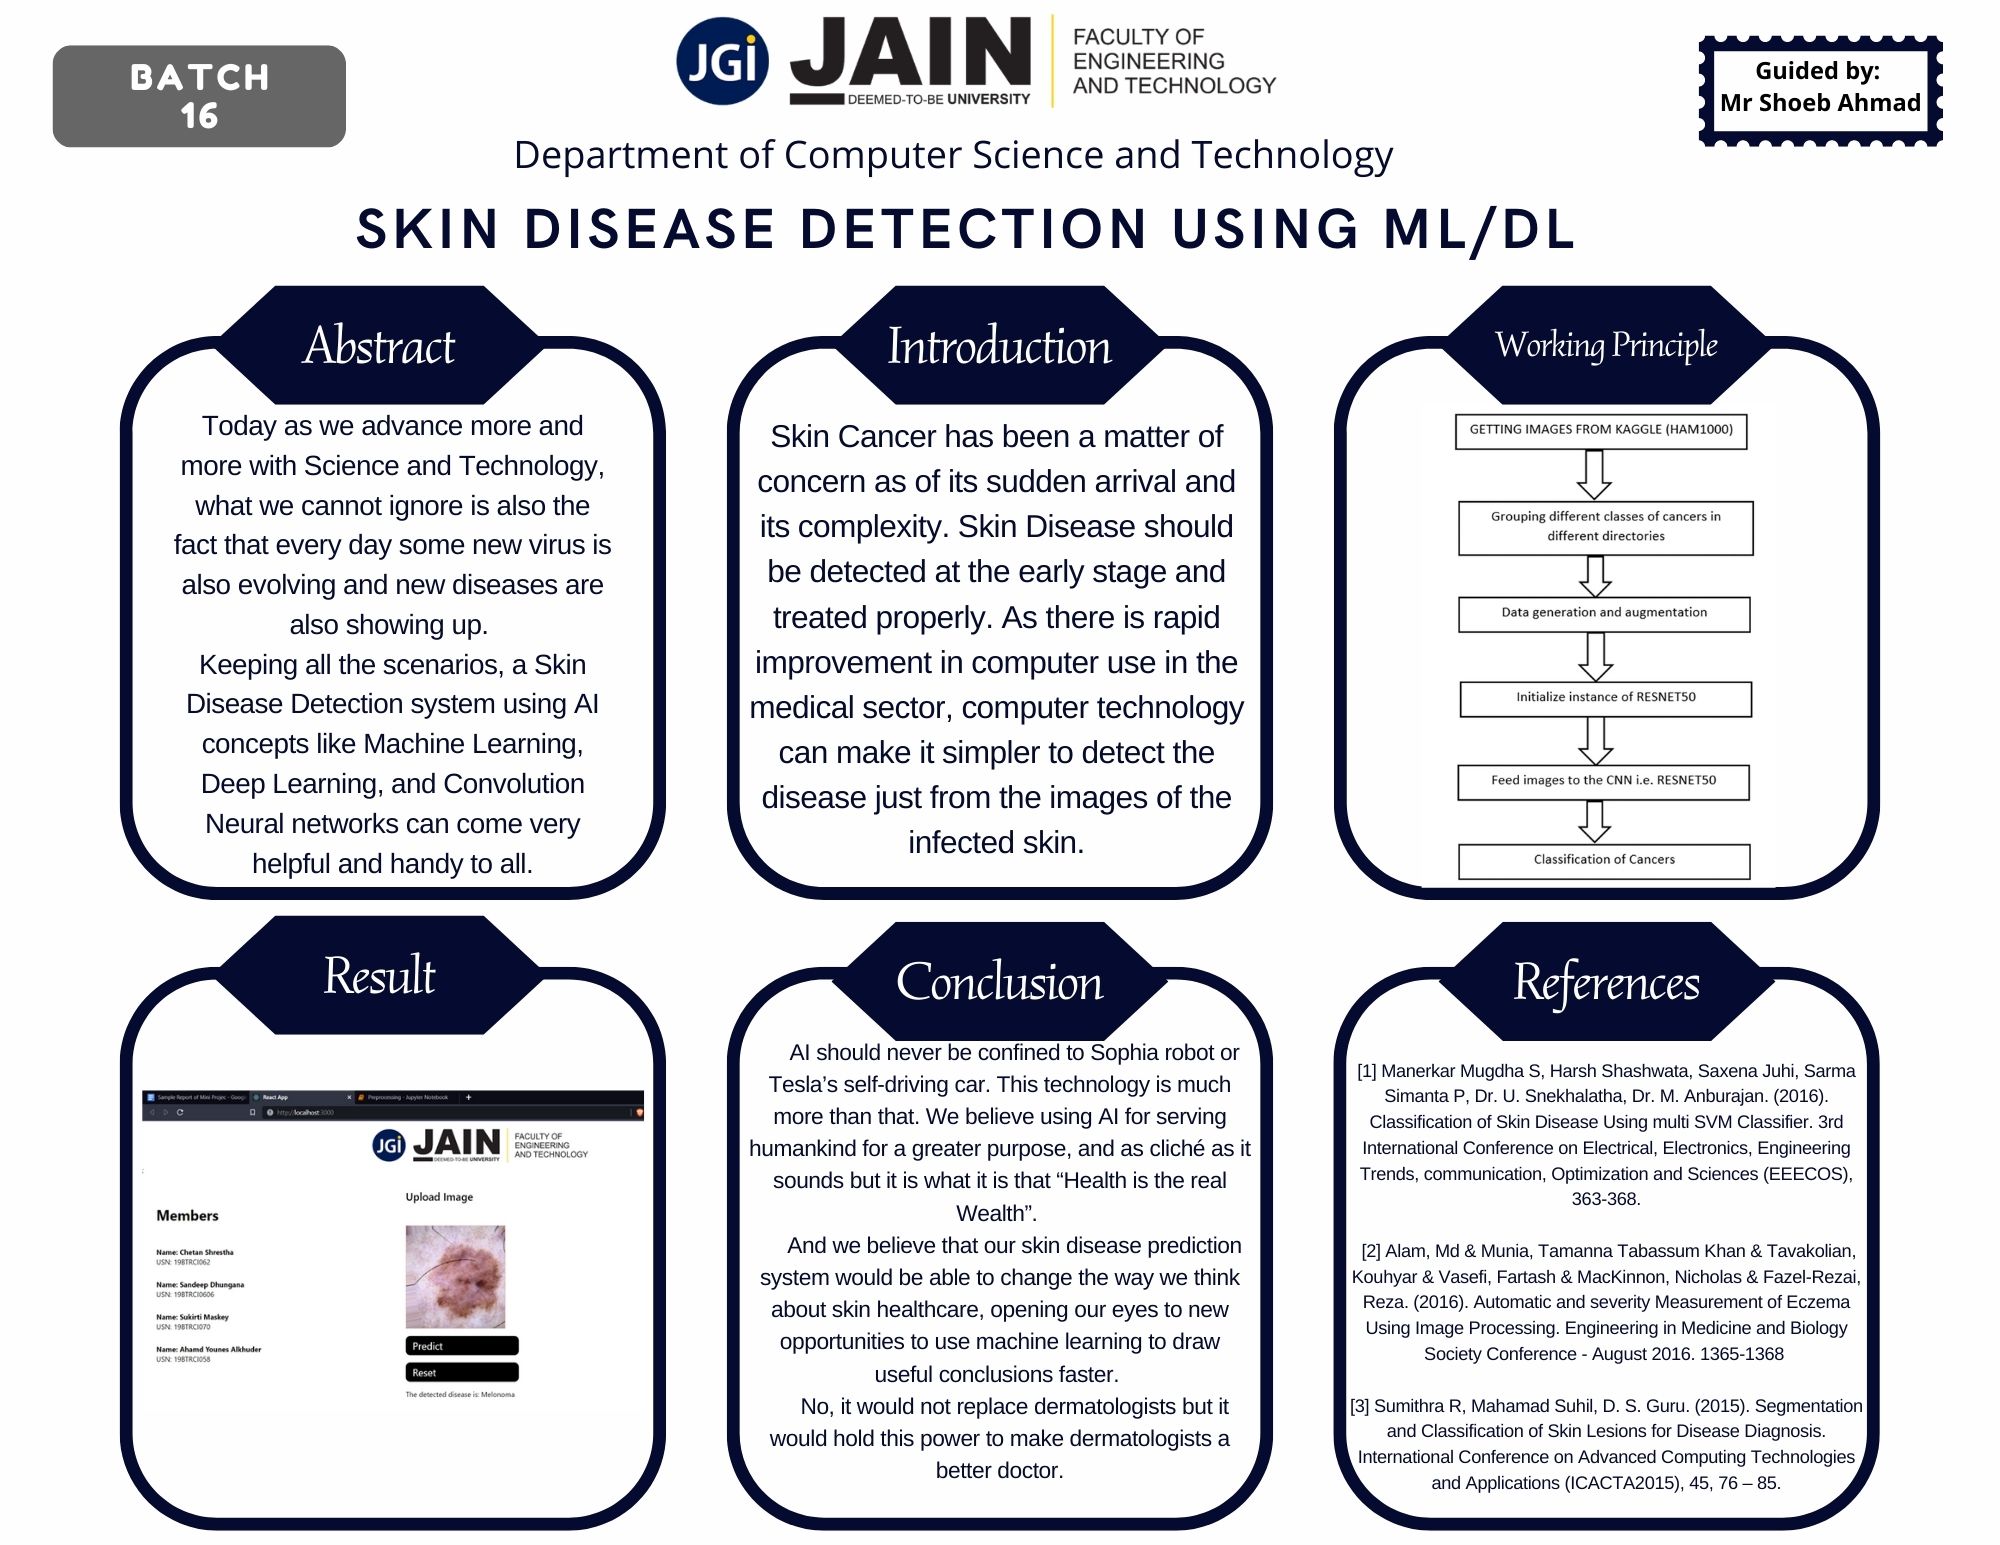 BATCH
16
JGi
JAIN
DEEMED-TO-BE UNIVERSITY
FACULTY OF
ENGINEERING
AND TECHNOLOGY
Guided by:
Mr Shoeb Ahmad
Department of Computer Science and Technology
SKIN DISEASE DETECTION USING ML/DL
Abstract
Today as we advance more and
more with Science and Technology,
what we cannot ignore is also the
fact that every day some new virus is
also evolving and new diseases are
also showing up.
Keeping all the scenarios, a Skin
Disease Detection system using AI
concepts like Machine Learning,
Deep Learning, and Convolution
Neural networks can come very
helpful and handy to all.
Introduction
Skin Cancer has been a matter of
concern as of its sudden arrival and
its complexity. Skin Disease should
be detected at the early stage and
treated properly. As there is rapid
improvement in computer use in the
medical sector, computer technology
can make it simpler to detect the
disease just from the images of the
infected skin.
Working Principle
GETTING IMAGES FROM KAGGLE (HAM1000)
Grouping different classes of cancers in
different directories
Data generation and augmentation
Initialize instance of RESNET50
Feed images to the CNN i.e. RESNET50
Classification of Cancers
Result
Sample Report of Mini Projec - Goog
React App
Preprocessing - Jupyter Notebook
http://localhost:3000
JGi
JAIN
DEEMED-TO-BE UNIVERSITY
FACULTY OF
ENGINEERING
AND TECHNOLOGY
Members
Name: Chetan Shrestha
USN: 19BTRCI062
Name: Sandeep Dhungana
USN: 19BTRCI0606
Name: Sukirti Maskey
USN: 19BTRCI070
Name: Ahamd Younes Alkhuder
USN: 19BTRCI058
Upload Image
Predict
Reset
The detected disease is: Melonoma
Conclusion
AI should never be confined to Sophia robot or
Tesla’s self-driving car. This technology is much
more than that. We believe using AI for serving
humankind for a greater purpose, and as cliché as it
sounds but it is what it is that “Health is the real
Wealth”.
And we believe that our skin disease prediction
system would be able to change the way we think
about skin healthcare, opening our eyes to new
opportunities to use machine learning to draw
useful conclusions faster.
No, it would not replace dermatologists but it
would hold this power to make dermatologists a
better doctor.
References
[1] Manerkar Mugdha S, Harsh Shashwata, Saxena Juhi, Sarma
Simanta P, Dr. U. Snekhalatha, Dr. M. Anburajan. (2016).
Classification of Skin Disease Using multi SVM Classifier. 3rd
International Conference on Electrical, Electronics, Engineering
Trends, communication, Optimization and Sciences (EEECOS),
363-368.
[2] Alam, Md & Munia, Tamanna Tabassum Khan & Tavakolian,
Kouhyar & Vasefi, Fartash & MacKinnon, Nicholas & Fazel-Rezai,
Reza. (2016). Automatic and severity Measurement of Eczema
Using Image Processing. Engineering in Medicine and Biology
Society Conference - August 2016. 1365-1368
[3] Sumithra R, Mahamad Suhil, D. S. Guru. (2015). Segmentation
and Classification of Skin Lesions for Disease Diagnosis.
International Conference on Advanced Computing Technologies
and Applications (ICACTA2015), 45, 76 – 85.